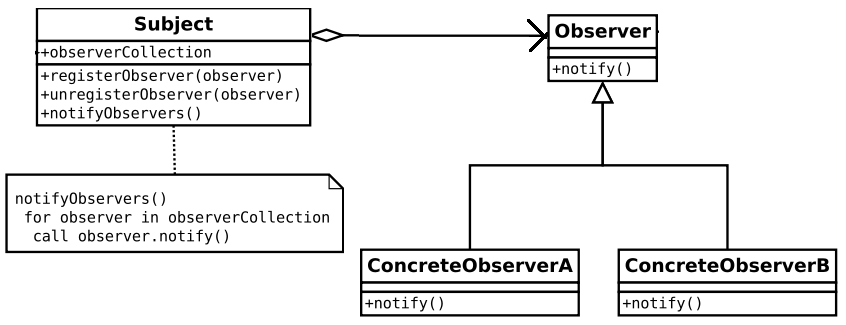 Subject
+observerCollection
+registerObserver(observer)
+unregisterObserver(observer)
+notifyObservers()
Observer
+notify()
notifyObservers()
for observer in observerCollection
call observer.notify()
ConcreteObserverA
+notify()
ConcreteObserverB
+notify()